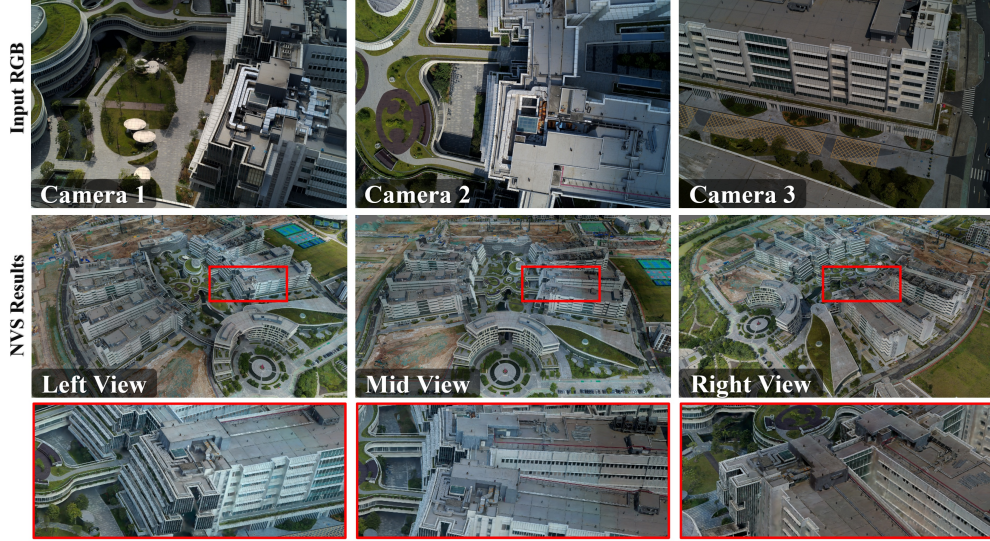 Input RGB
Camera 1
Camera 2
Camera 3
NVS Results
Left View
Mid View
Right View